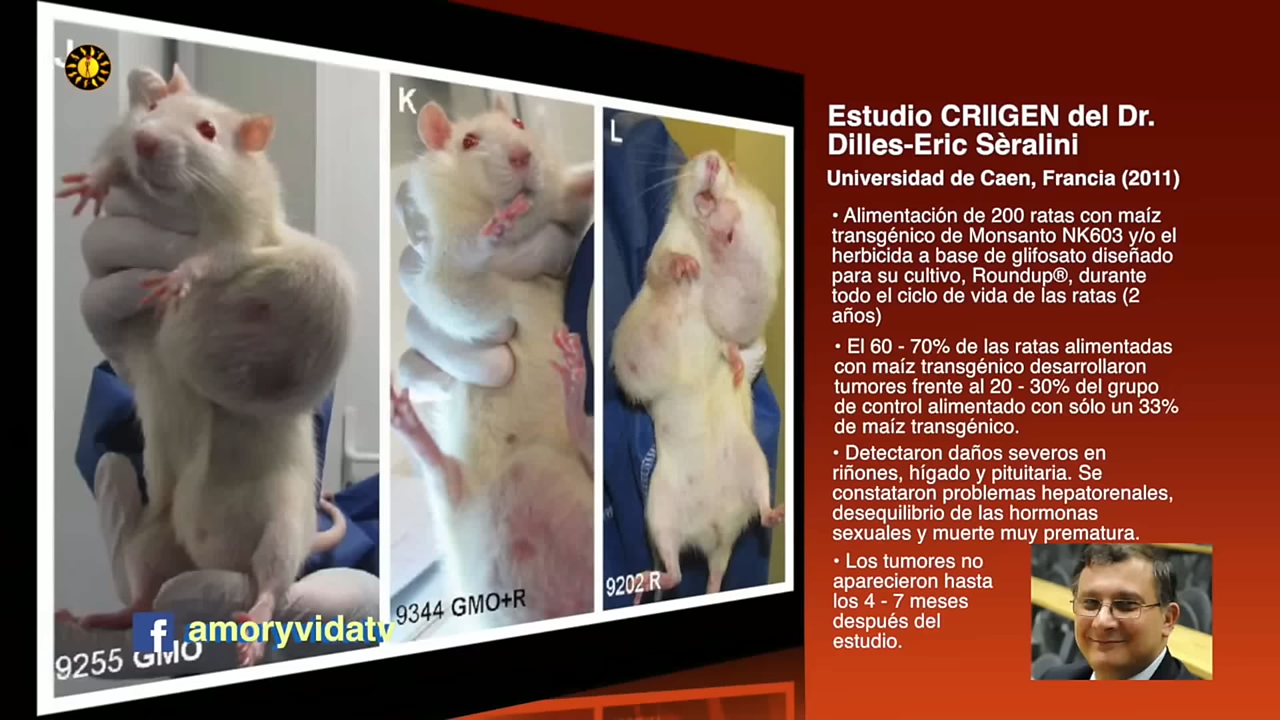 J
K
L
9255 GMO
9344 GMO+R
9202 R
amoryvidatv
Estudio CRIIGEN del Dr.
Dilles-Eric Sèralini
Universidad de Caen, Francia (2011)
• Alimentación de 200 ratas con maíz
transgénico de Monsanto NK603 y/o el
herbicida a base de glifosato diseñado
para su cultivo, Roundup®, durante
todo el ciclo de vida de las ratas (2
años)
• El 60 - 70% de las ratas alimentadas
con maíz transgénico desarrollaron
tumores frente al 20 - 30% del grupo
de control alimentado con sólo un 33%
de maíz transgénico.
• Detectaron daños severos en
riñones, hígado y pituitaria. Se
constataron problemas hepatorenales,
desequilibrio de las hormonas
sexuales y muerte muy prematura.
• Los tumores no
aparecieron hasta
los 4 - 7 meses
después del
estudio.